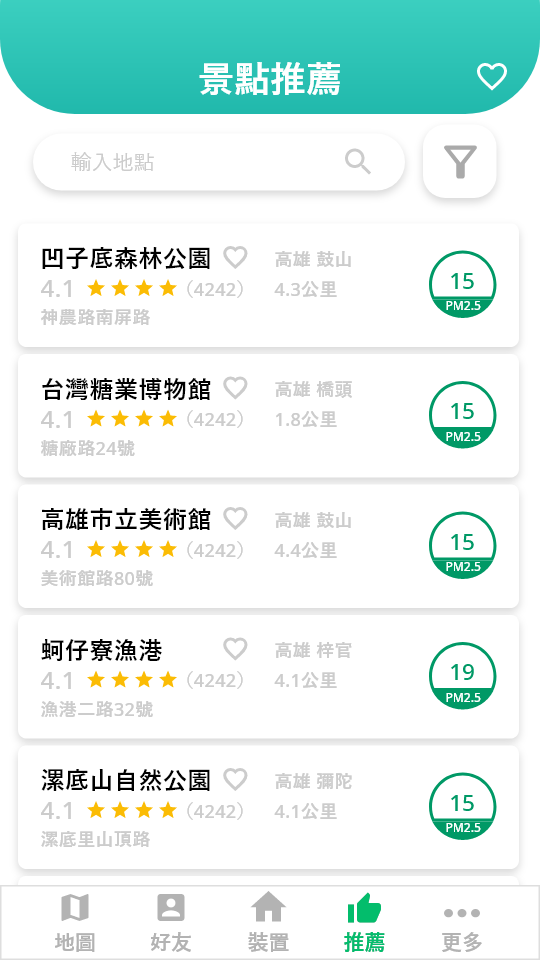 景點推薦
輸入地點
凹子底森林公園 高雄 鼓山
4.1 (4242) 4.3公里
神農路南屏路
15
PM2.5
台灣糖業博物館 高雄 橋頭
4.1 (4242) 1.8公里
糖廠路24號
15
PM2.5
高雄市立美術館 高雄 鼓山
4.1 (4242) 4.4公里
美術館路80號
15
PM2.5
蚵仔寮漁港 高雄 梓官
4.1 (4242) 4.1公里
漁港二路32號
19
PM2.5
漯底山自然公園 高雄 彌陀
4.1 (4242) 4.1公里
漯底里山頂路
15
PM2.5
地圖 好友 裝置 推薦 更多